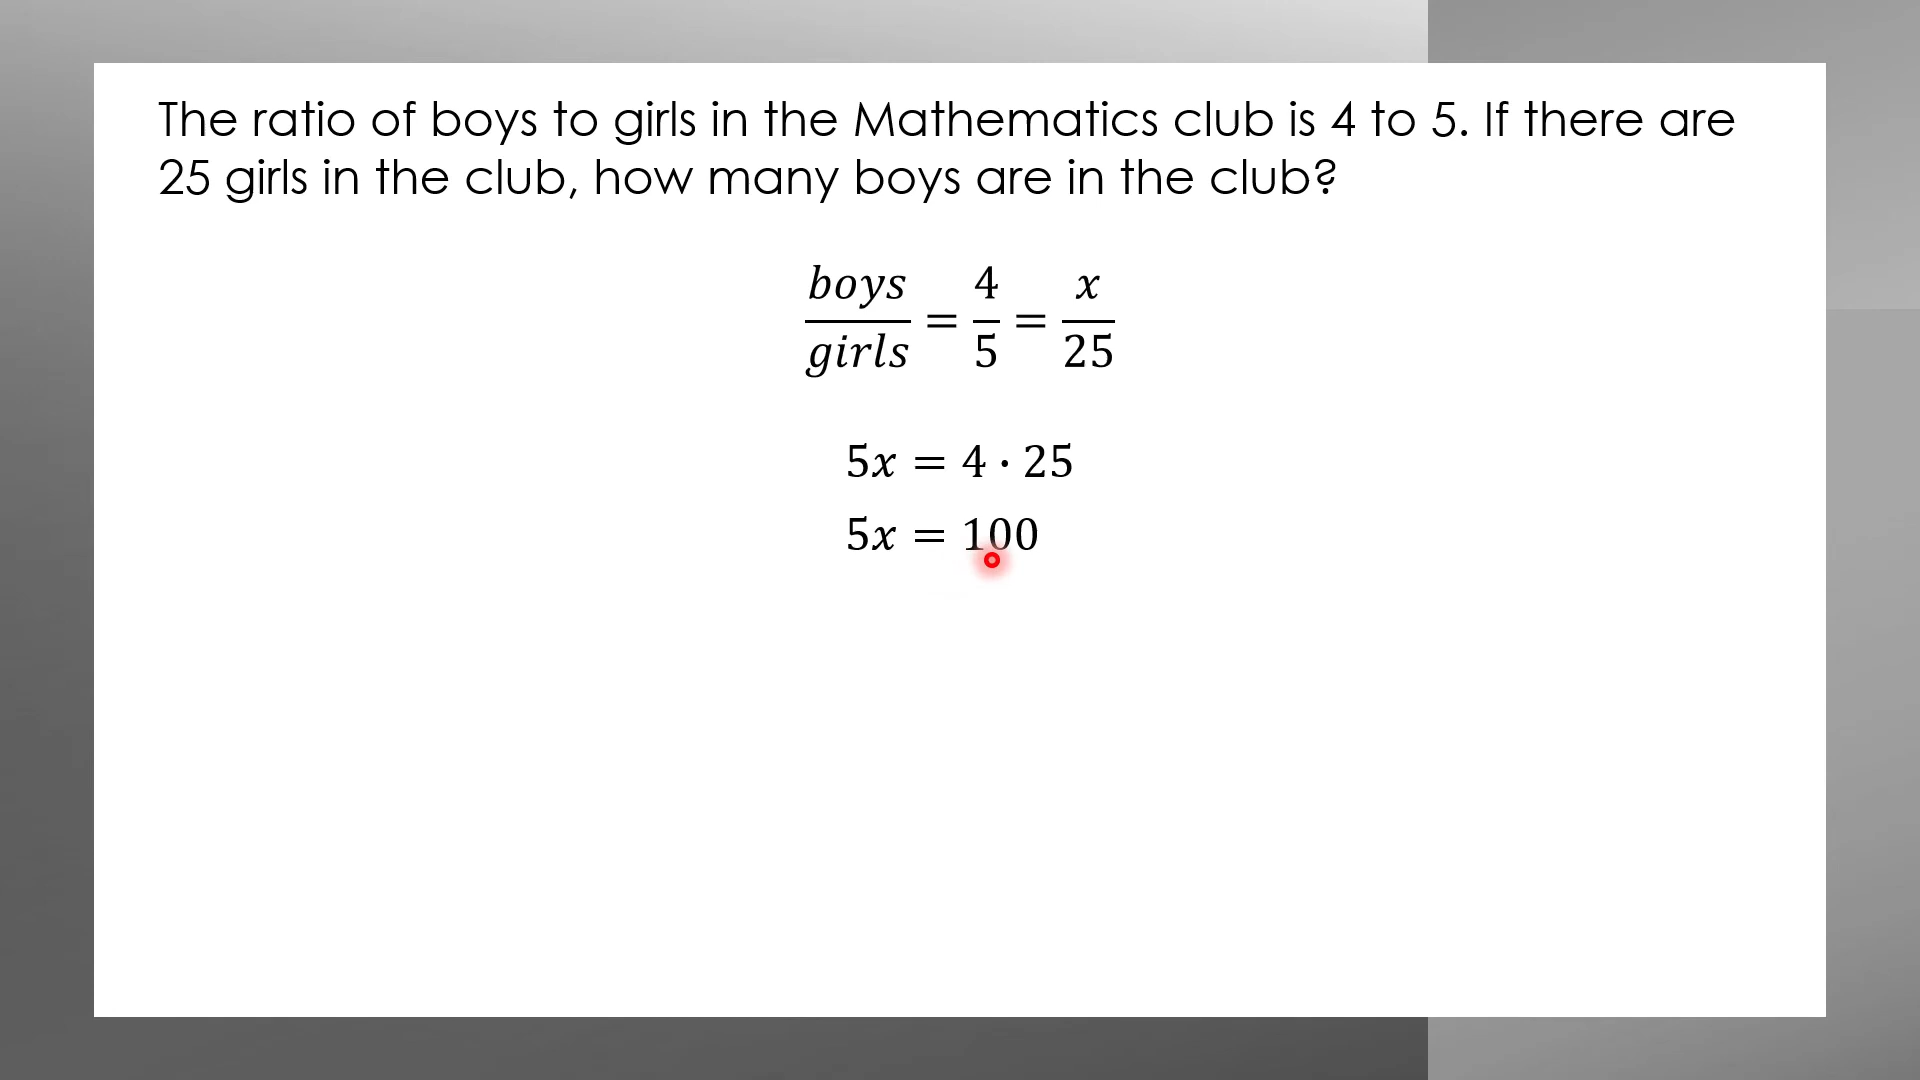 The ratio of boys to girls in the Mathematics club is 4 to 5. If there are
25 girls in the club, how many boys are in the club?
boys/girls = 4/5 = x/25
5x = 4 · 25
5x = 100